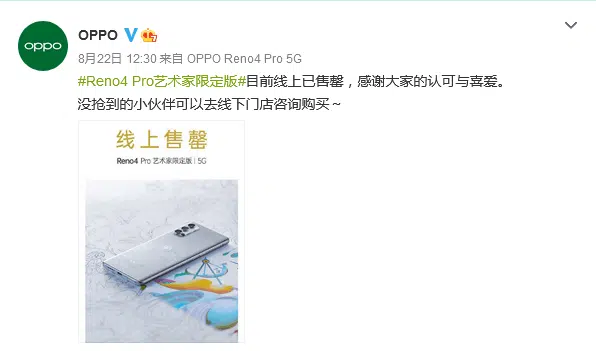 oppo
OPPO
8月22日 12:30 来自 OPPO Reno4 Pro 5G
#Reno4 Pro艺术家限定版#目前线上已售罄，感谢大家的认可与喜爱。
没抢到的小伙伴可以去线下门店咨询购买～
线上售罄
Reno4 Pro 艺术家限定版 | 5G